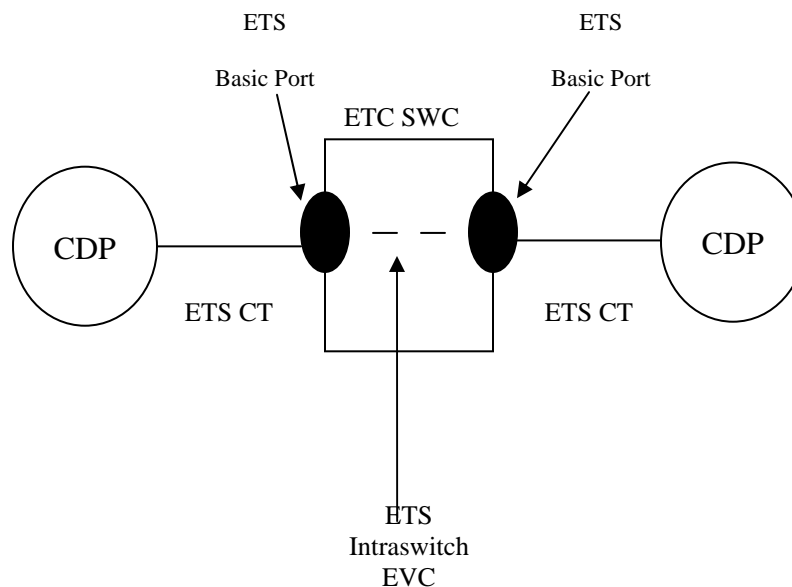 ETS
ETS
Basic Port
Basic Port
ETC SWC
CDP
CDP
ETS CT
ETS CT
ETS
Intraswitch
EVC